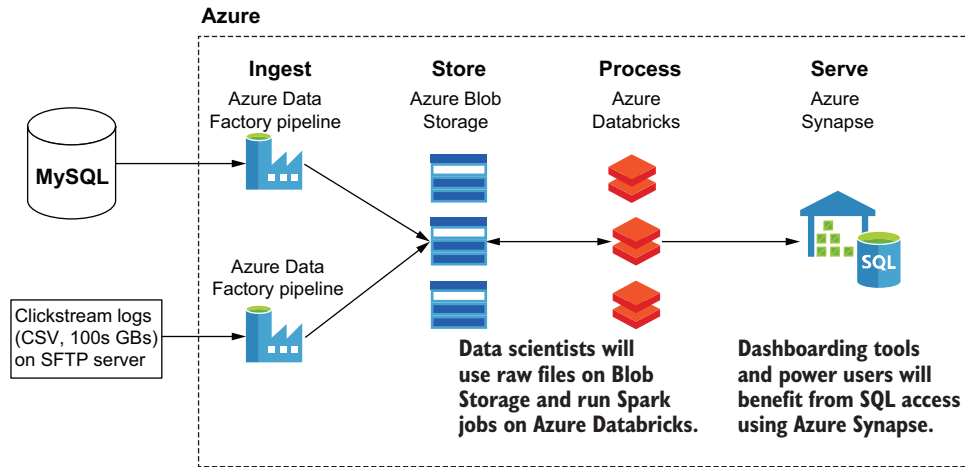 Azure
Ingest
Azure Data
Factory pipeline
Store
Azure Blob
Storage
Process
Azure
Databricks
Serve
Azure
Synapse
MySQL
Azure Data
Factory pipeline
SQL
Clickstream logs
(CSV, 100s GBs)
on SFTP server
Data scientists will
use raw files on Blob
Storage and run Spark
jobs on Azure Databricks.
Dashboarding tools
and power users will
benefit from SQL access
using Azure Synapse.